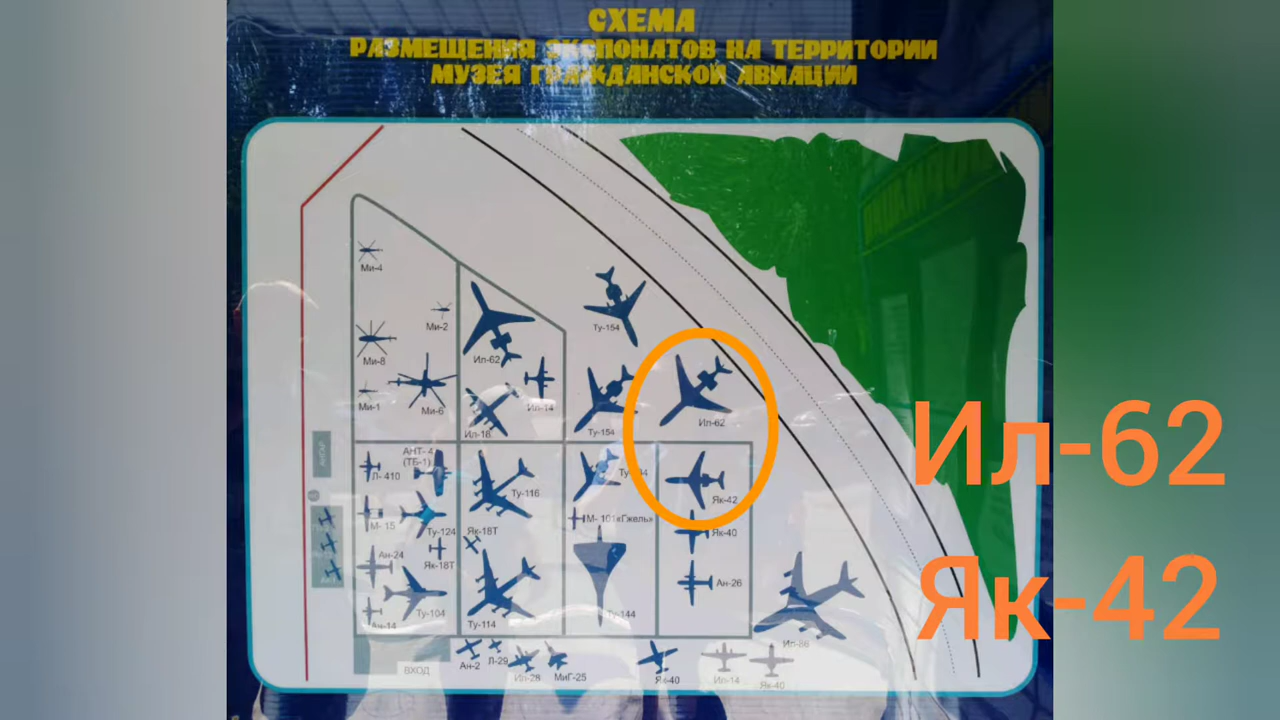 СХЕМА
РАЗМЕЩЕНИЯ ЭКСПОНАТОВ НА ТЕРРИТОРИИ
МУЗЕЯ ГРАЖДАНСКОЙ АВИАЦИИ
Ми-4
Ми-2
Ми-8
Ми-1
Ми-6
Ил-62
Ил-14
Ил-18
Ту-154
Ту-154
Ил-62
АНГАР
АНТ- 4
(ТБ-1)
Л- 410
М- 15
Ту-124
Ан-24
Як-18Т
Ту-104
Ан-14
Ту-116
Як-18Т
Ту-114
М- 101«Гжель»
Ту-144
Як-42
Як-40
Ан-26
Ил-86
ВХОД
Ан-2
Л-29
Ил-28
МиГ-25
Як-40
Ил-14
Як-40
Ил-62
Як-42